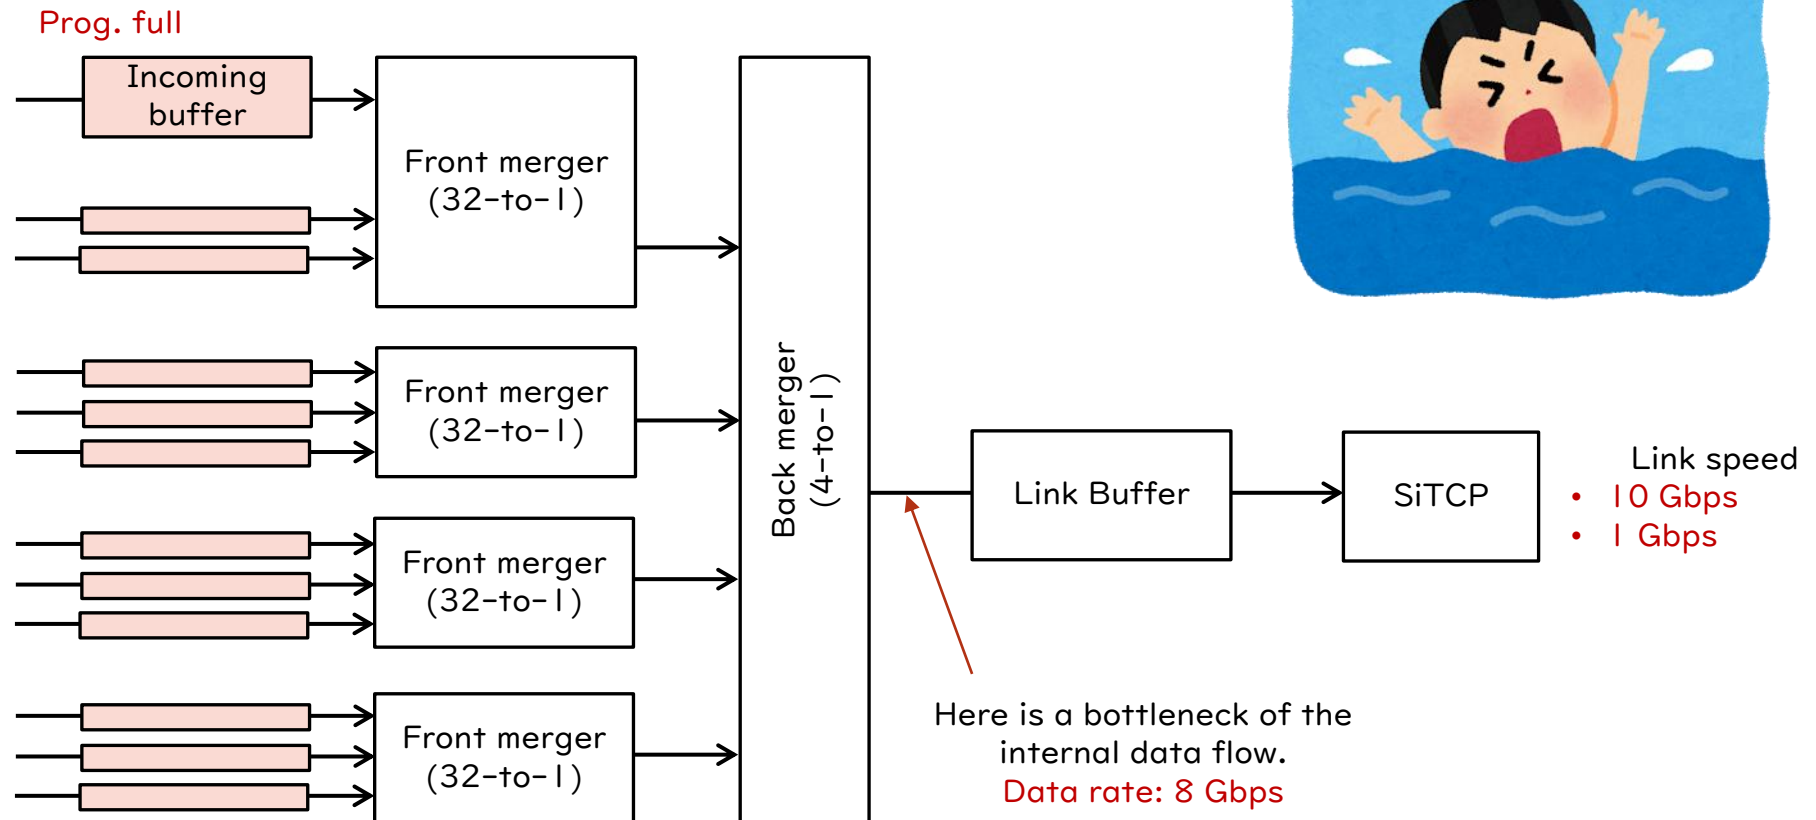 Prog. full
Incoming
buffer
Front merger
(32-to-1)
Front merger
(32-to-1)
Front merger
(32-to-1)
Front merger
(32-to-1)
Back merger
(4-to-1)
Link Buffer
SiTCP
Link speed
• 10 Gbps
• 1 Gbps
Here is a bottleneck of the
internal data flow.
Data rate: 8 Gbps